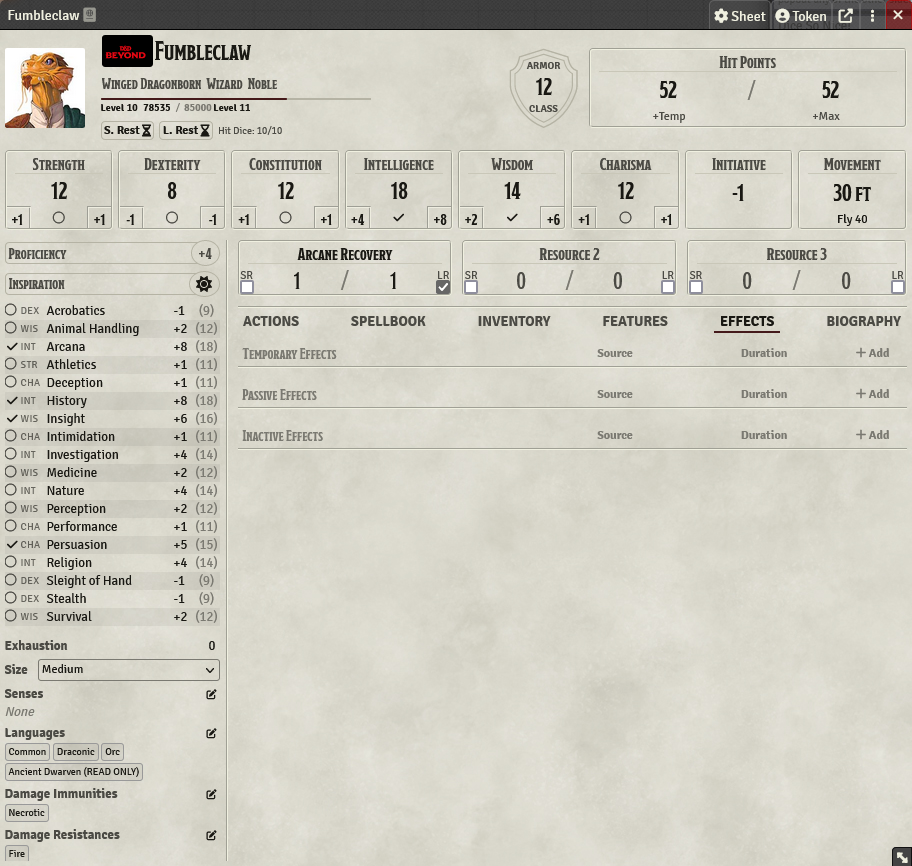 Fumbleclaw Sheet Token
D&D BEYOND Fumbleclaw
Winged Dragonborn Wizard Noble
Level 10 78535 / 85000 Level 11
S. Rest L. Rest Hit Dice: 10/10
ARMOR
12
CLASS
Hit Points
52 / 52
+Temp +Max
Strength Dexterity Constitution Intelligence Wisdom Charisma Initiative Movement
12 8 12 18 14 12 -1 30 ft
+1 +1 -1 -1 +1 +1 +4 +8 +2 +6 +1 +1 Fly 40
Proficiency +4
Inspiration
DEX Acrobatics -1 (9)
WIS Animal Handling +2 (12)
INT Arcana +8 (18)
STR Athletics +1 (11)
CHA Deception +1 (11)
INT History +8 (18)
WIS Insight +6 (16)
CHA Intimidation +1 (11)
INT Investigation +4 (14)
WIS Medicine +2 (12)
INT Nature +4 (14)
WIS Perception +2 (12)
CHA Performance +1 (11)
CHA Persuasion +5 (15)
INT Religion +4 (14)
DEX Sleight of Hand -1 (9)
DEX Stealth -1 (9)
WIS Survival +2 (12)
Exhaustion 0
Size Medium
Senses
None
Languages
Common Draconic Orc
Ancient Dwarven (READ ONLY)
Damage Immunities
Necrotic
Damage Resistances
Fire
Arcane Recovery Resource 2 Resource 3
SR 1 / 1 LR SR 0 / 0 LR SR 0 / 0 LR
ACTIONS SPELLBOOK INVENTORY FEATURES EFFECTS BIOGRAPHY
Temporary Effects Source Duration + Add
Passive Effects Source Duration + Add
Inactive Effects Source Duration + Add